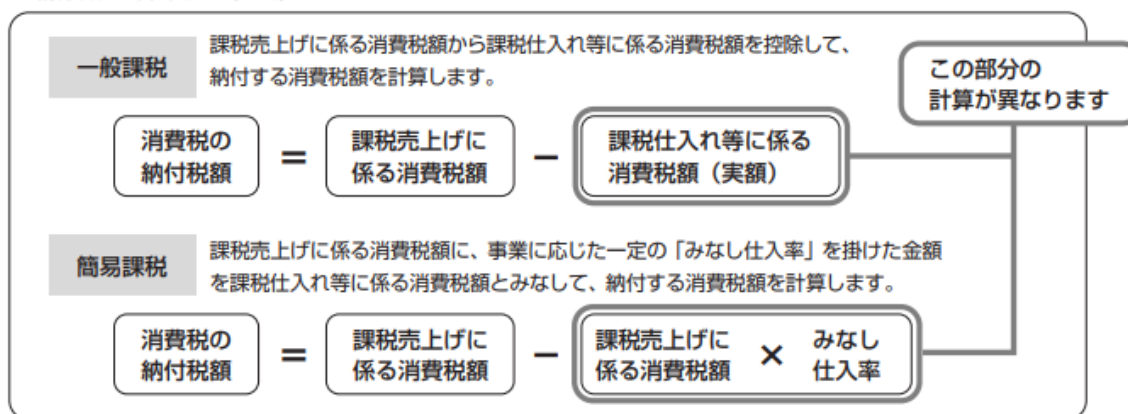 一般課税
課税売上げに係る消費税額から課税仕入れ等に係る消費税額を控除して、
納付する消費税額を計算します。
この部分の
計算が異なります
消費税の
納付税額
=
課税売上げに
係る消費税額
−
課税仕入れ等に係る
消費税額（実額）
簡易課税
課税売上げに係る消費税額に、事業に応じた一定の「みなし仕入率」を掛けた金額
を課税仕入れ等に係る消費税額とみなして、納付する消費税額を計算します。
消費税の
納付税額
=
課税売上げに
係る消費税額
−
課税売上げに
係る消費税額
×
みなし
仕入率